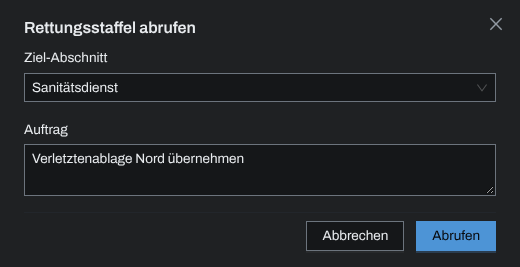 Rettungsstaffel abrufen
Ziel-Abschnitt
Sanitätsdienst
Auftrag
Verletztenablage Nord übernehmen
Abbrechen
Abrufen